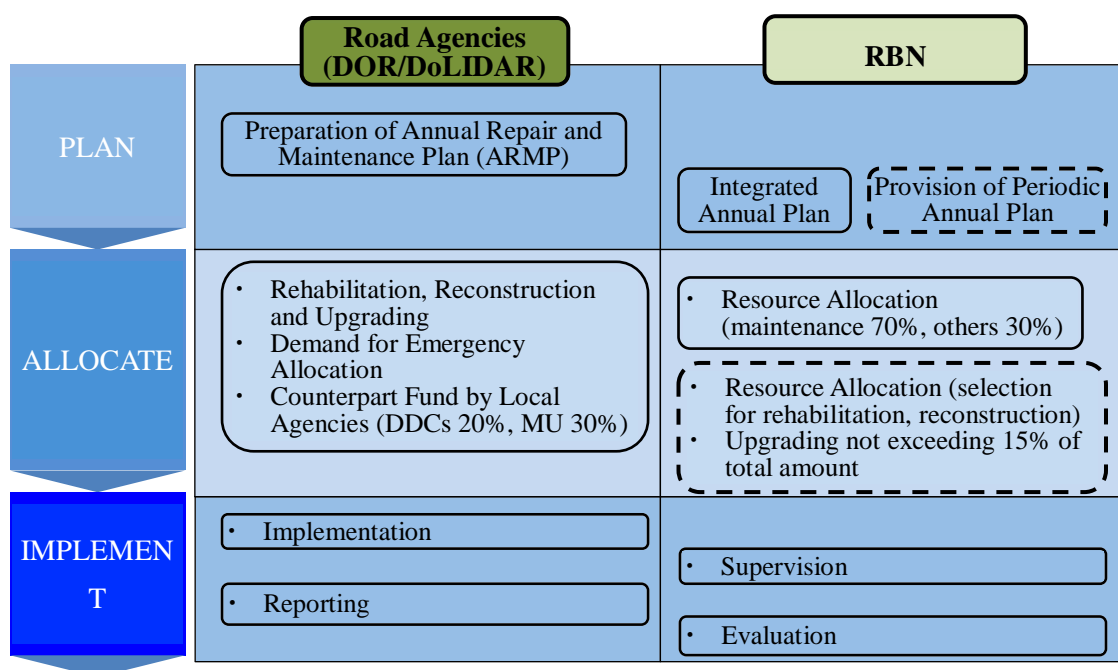 Road Agencies
(DOR/DoLIDAR)
RBN
PLAN
Preparation of Annual Repair and
Maintenance Plan (ARMP)
Integrated
Annual Plan
Provision of Periodic
Annual Plan
ALLOCATE
・ Rehabilitation, Reconstruction
and Upgrading
・ Demand for Emergency
Allocation
・ Counterpart Fund by Local
Agencies (DDCs 20%, MU 30%)
・ Resource Allocation
(maintenance 70%, others 30%)
・ Resource Allocation (selection
for rehabilitation, reconstruction)
・ Upgrading not exceeding 15% of
total amount
IMPLEMEN
T
・ Implementation
・ Reporting
・ Supervision
・ Evaluation